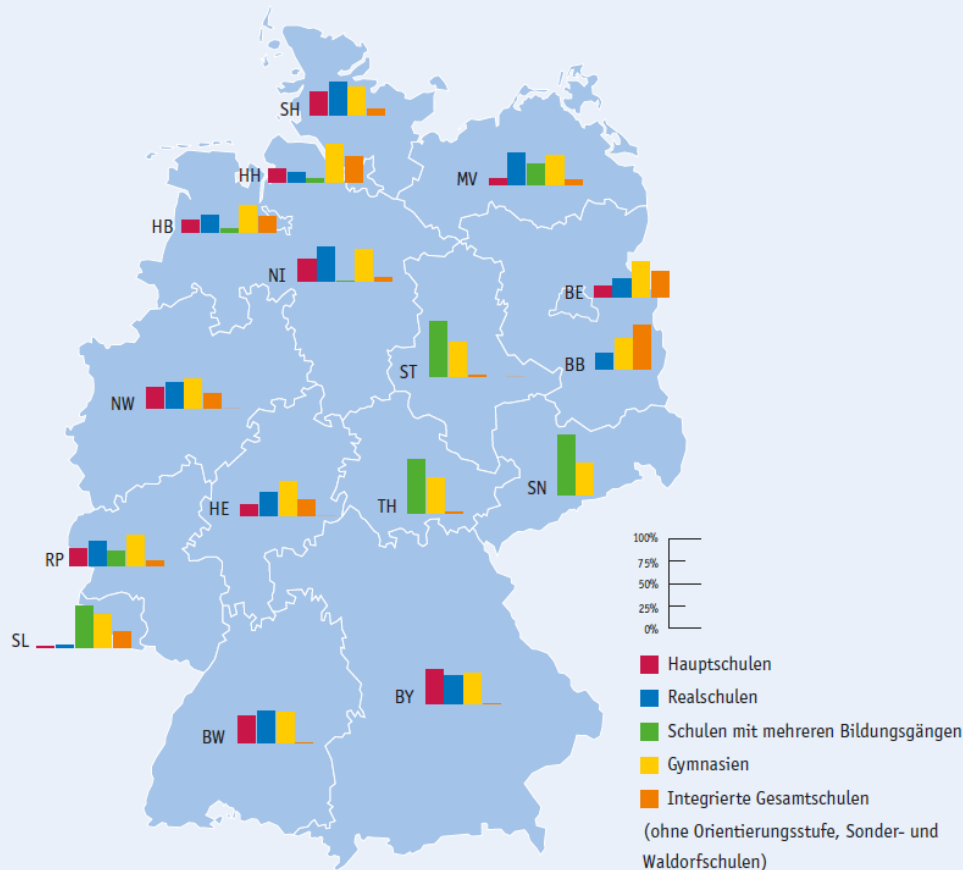 SH
HH
MV
HB
NI
BE
ST
BB
NW
SN
HE
TH
RP
SL
BY
BW
100%
75%
50%
25%
0%
Hauptschulen
Realschulen
Schulen mit mehreren Bildungsgängen
Gymnasien
Integrierte Gesamtschulen
(ohne Orientierungsstufe, Sonder- und
Waldorfschulen)